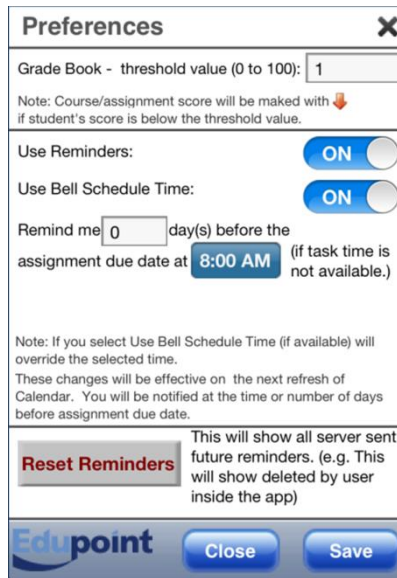 Preferences
Grade Book - threshold value (0 to 100): 1
Note: Course/assignment score will be maked with
if student's score is below the threshold value.
Use Reminders: ON
Use Bell Schedule Time: ON
Remind me 0 day(s) before the
assignment due date at 8:00 AM (if task time is
not available.)
Note: If you select Use Bell Schedule Time (if available) will
override the selected time.
These changes will be effective on the next refresh of
Calendar. You will be notified at the time or number of days
before assignment due date.
Reset Reminders
This will show all server sent
future reminders. (e.g. This
will show deleted by user
inside the app)
Edupoint Close Save